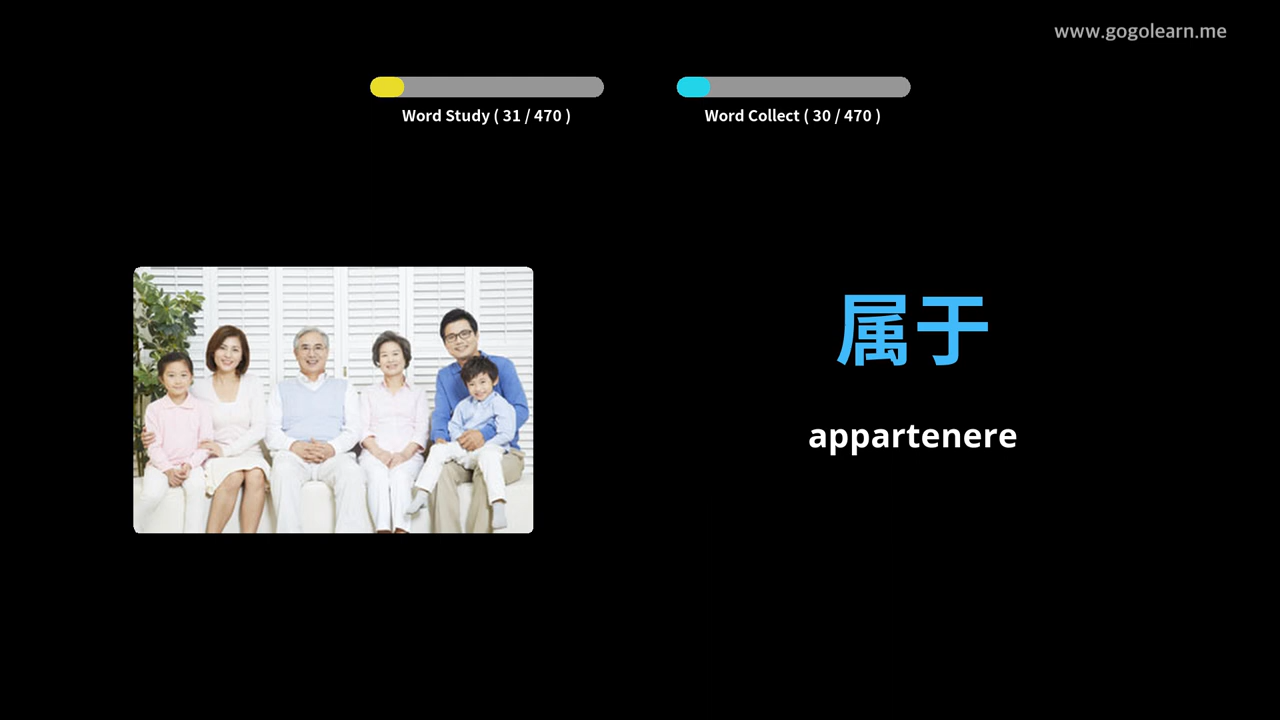 www.gogolearn.me
Word Study ( 31 / 470 )
Word Collect ( 30 / 470 )
属于
appartenere